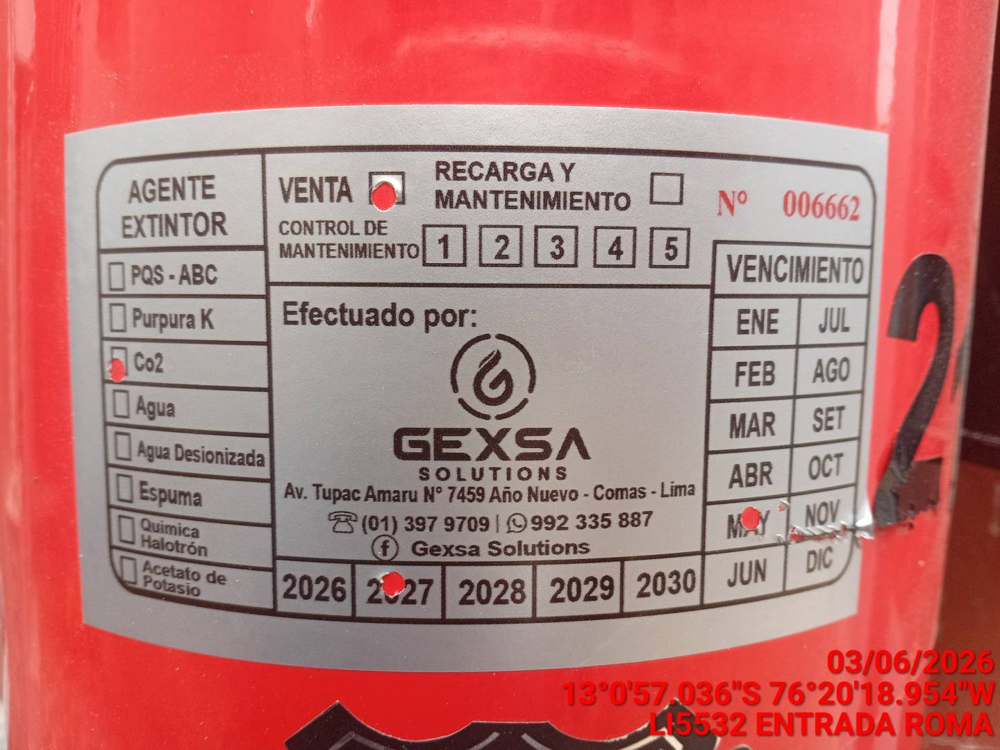 AGENTE
EXTINTOR
PQS - ABC
Purpura K
Co2
Agua
Agua Desionizada
Espuma
Quimica
Halotrón
Acetato de
Potasio
VENTA
RECARGA Y
MANTENIMIENTO
CONTROL DE
MANTENIMIENTO
1 2 3 4 5
Efectuado por:
GEXSA
SOLUTIONS
Av. Tupac Amaru N° 7459 Año Nuevo - Comas - Lima
(01) 397 9709 | 992 335 887
f Gexsa Solutions
2026 2027 2028 2029 2030
N° 006662
VENCIMIENTO
ENE JUL
FEB AGO
MAR SET
ABR OCT
MAY NOV
JUN DIC
2
03/06/2026
13°0'57.036"S 76°20'18.954"W
LI5532 ENTRADA ROMA